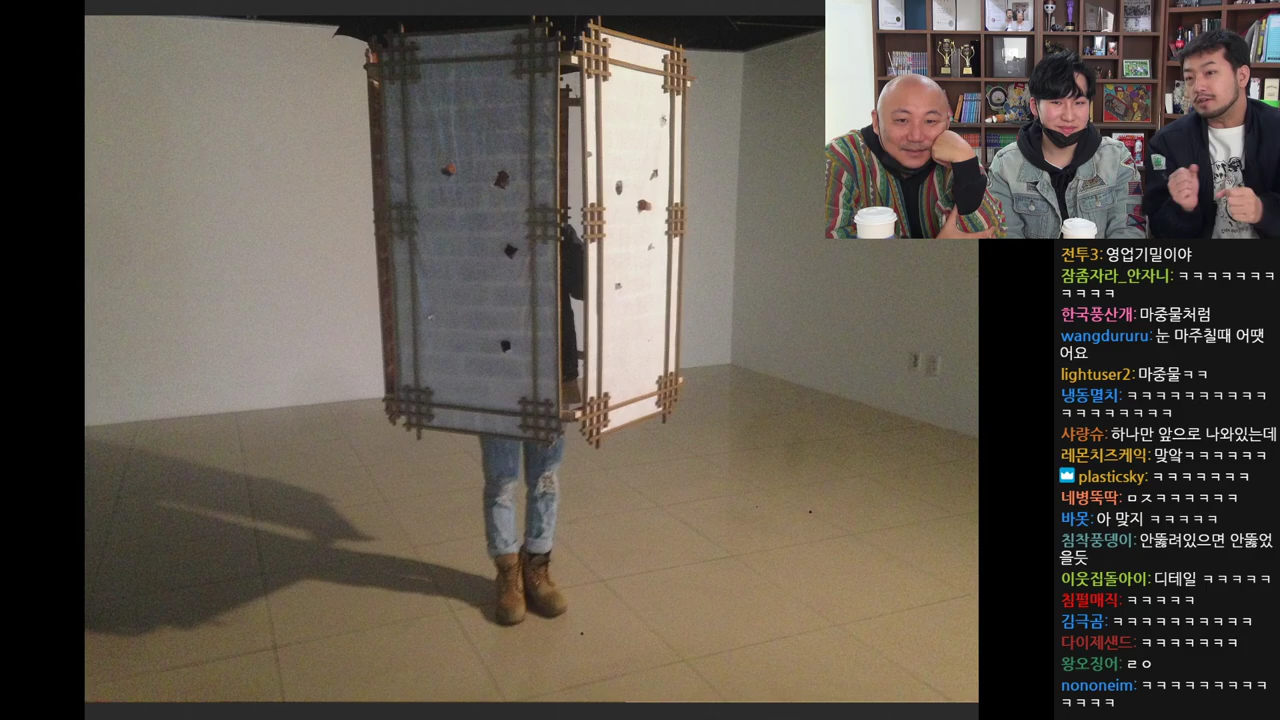 전투3: 영업기밀이야
잠좀자라_안자니: ㅋㅋㅋㅋㅋㅋㅋ
ㅋㅋㅋㅋ
한국풍산개: 마중물처럼
wangdururu: 눈 마주칠때 어땟
어요
lightuser2: 마중물ㅋㅋ
냉동멸치: ㅋㅋㅋㅋㅋㅋㅋㅋㅋㅋ
ㅋㅋㅋㅋㅋㅋㅋㅋ
샤량슈: 하나만 앞으로 나와있는데
레몬치즈케익: 맞앜ㅋㅋㅋㅋㅋㅋ
plasticsky: ㅋㅋㅋㅋㅋㅋㅋ
네병뚝딱: ㅁㅈㅋㅋㅋㅋㅋㅋ
바못: 아 맞지 ㅋㅋㅋㅋㅋ
침착풍뎅이: 안뚫려있으면 안뚫었
을듯
이웃집돌아이: 디테일 ㅋㅋㅋㅋㅋ
침펄매직: ㅋㅋㅋㅋㅋ
김극곰: ㅋㅋㅋㅋㅋㅋㅋㅋㅋㅋ
다이제샌드: ㅋㅋㅋㅋㅋㅋㅋ
왕오징어: ㄹㅇ
nononeim: ㅋㅋㅋㅋㅋㅋㅋㅋㅋ
ㅋㅋㅋㅋ